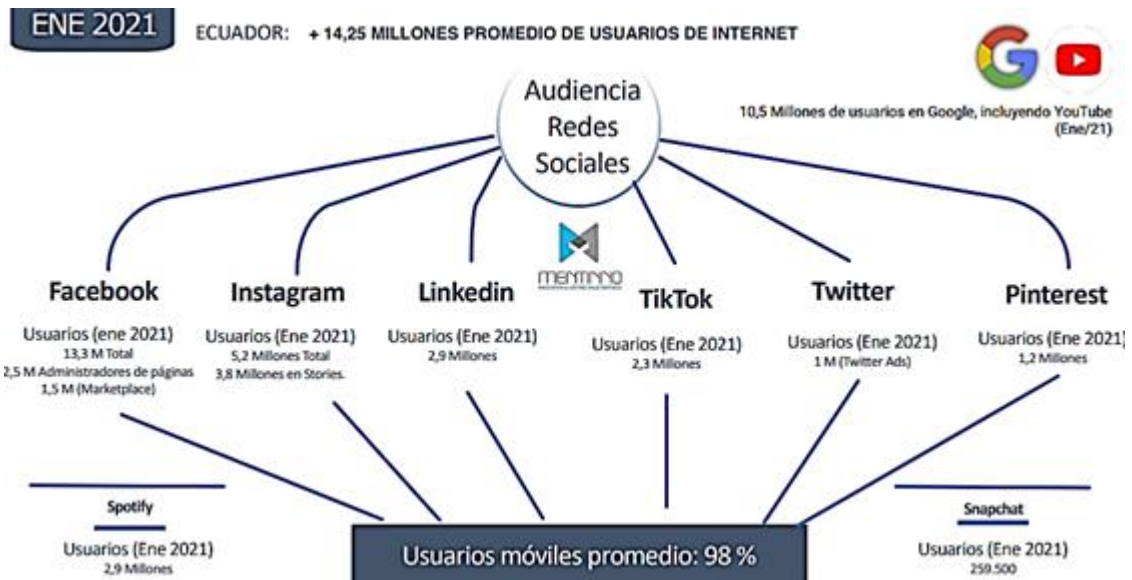 ENE 2021
ECUADOR: + 14,25 MILLONES PROMEDIO DE USUARIOS DE INTERNET
10,5 Millones de usuarios en Google, incluyendo YouTube
(Ene/21)
Audiencia
Redes
Sociales
MENTINNO
Facebook
Usuarios (ene 2021)
13,3 M Total
2,5 M Administradores de páginas
1,5 M (Marketplace)
Instagram
Usuarios (Ene 2021)
5,2 Millones Total
3,8 Millones en Stories.
Linkedin
Usuarios (Ene 2021)
2,9 Millones
TikTok
Usuarios (Ene 2021)
2,3 Millones
Twitter
Usuarios (Ene 2021)
1 M (Twitter Ads)
Pinterest
Usuarios (Ene 2021)
1,2 Millones
Spotify
Usuarios (Ene 2021)
2,9 Millones
Usuarios móviles promedio: 98 %
Snapchat
Usuarios (Ene 2021)
259.500